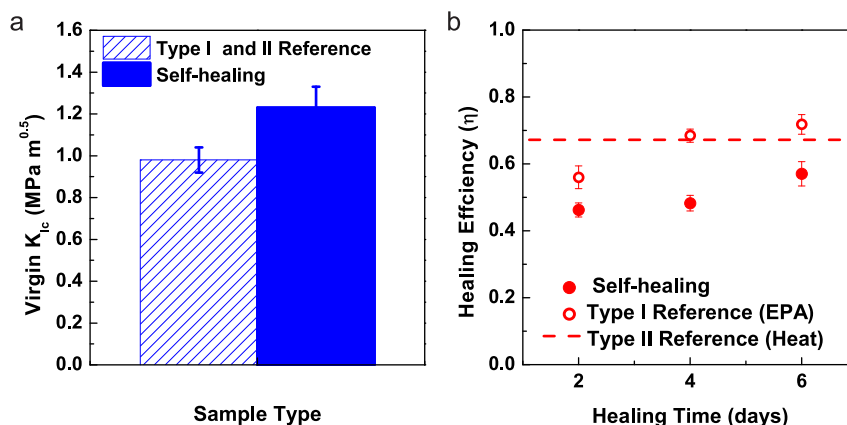 a
Virgin K_Ic (MPa m^0.5)
1.6
1.4
1.2
1.0
0.8
0.6
0.4
0.2
0.0
Type I and II Reference
Self-healing
Sample Type
b
Healing Effciency (η)
1.0
0.8
0.6
0.4
0.2
0.0
Self-healing
Type I Reference (EPA)
Type II Reference (Heat)
2 4 6
Healing Time (days)